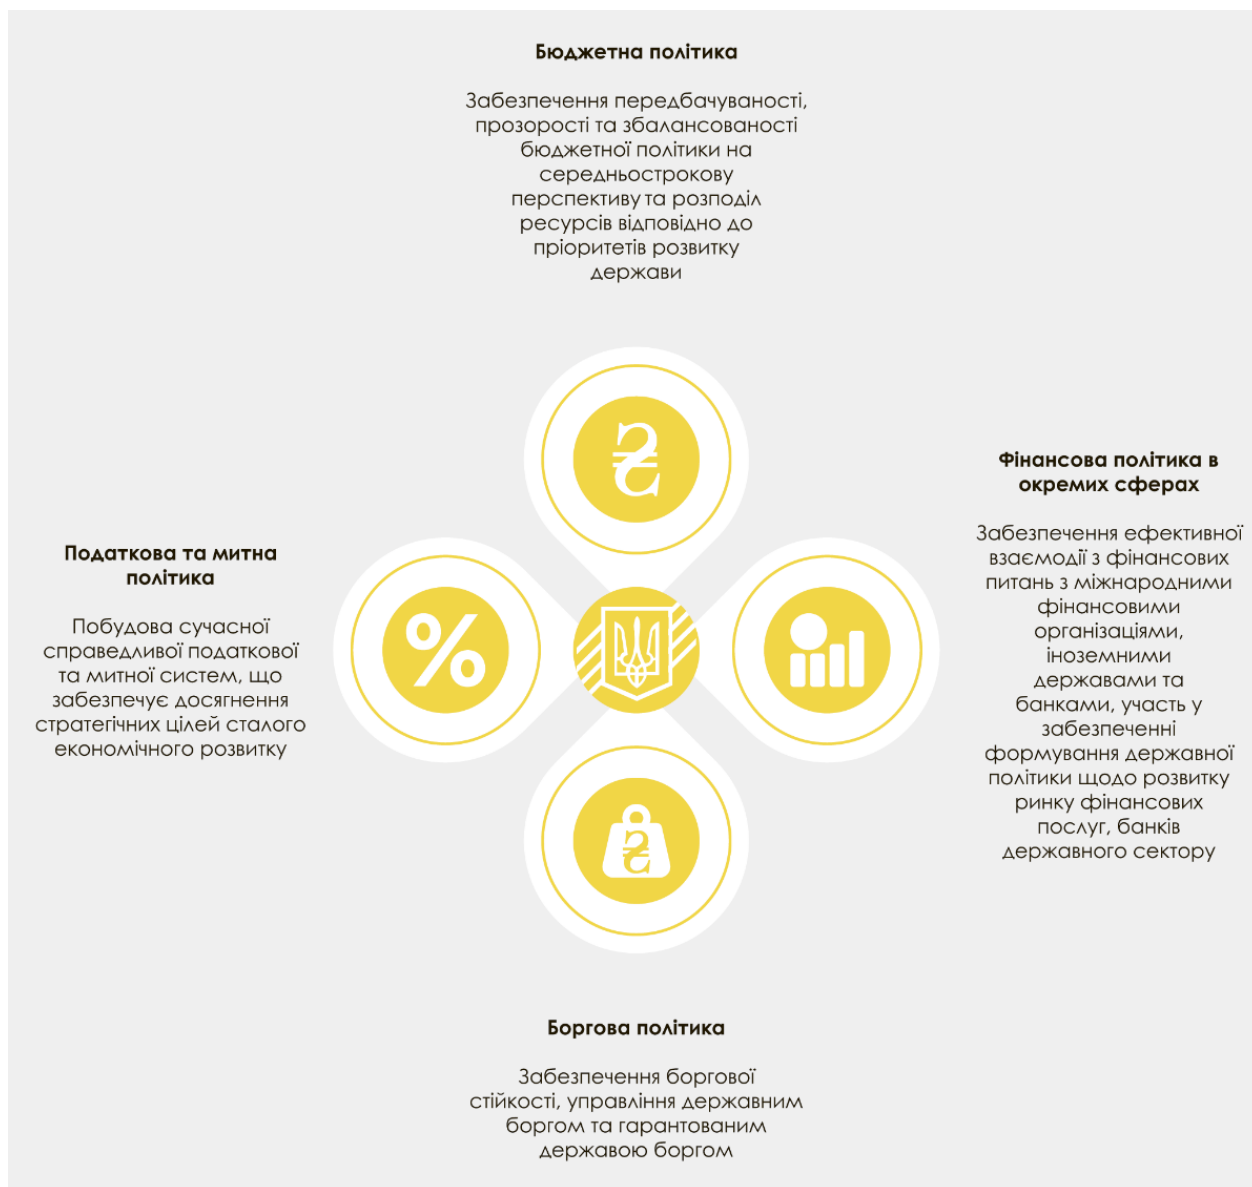 Бюджетна політика
Забезпечення передбачуваності,
прозорості та збалансованості
бюджетної політики на
середньострокову
перспективу та розподіл
ресурсів відповідно до
пріоритетів розвитку
держави
₴
Фінансова політика в
окремих сферах
Забезпечення ефективної
взаємодії з фінансових
питань з міжнародними
фінансовими
організаціями,
іноземними
державами та
банками, участь у
забезпеченні
формування державної
політики щодо розвитку
ринку фінансових
послуг, банків
державного сектору
Податкова та митна
політика
Побудова сучасної
справедливої податкової
та митної систем, що
забезпечує досягнення
стратегічних цілей сталого
економічного розвитку
%
₴
Боргова політика
Забезпечення боргової
стійкості, управління державним
боргом та гарантованим
державою боргом